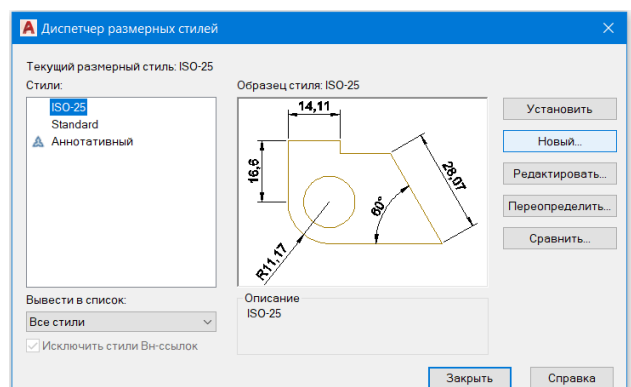 Диспетчер размерных стилей
Текущий размерный стиль: ISO-25
Стили:
ISO-25
Standard
Аннотативный
Образец стиля: ISO-25
14,11
16,6
28,07
60°
R11,17
Установить
Новый...
Редактировать...
Переопределить...
Сравнить...
Вывести в список:
Все стили
Исключить стили Вн-ссылок
Описание
ISO-25
Закрыть
Справка